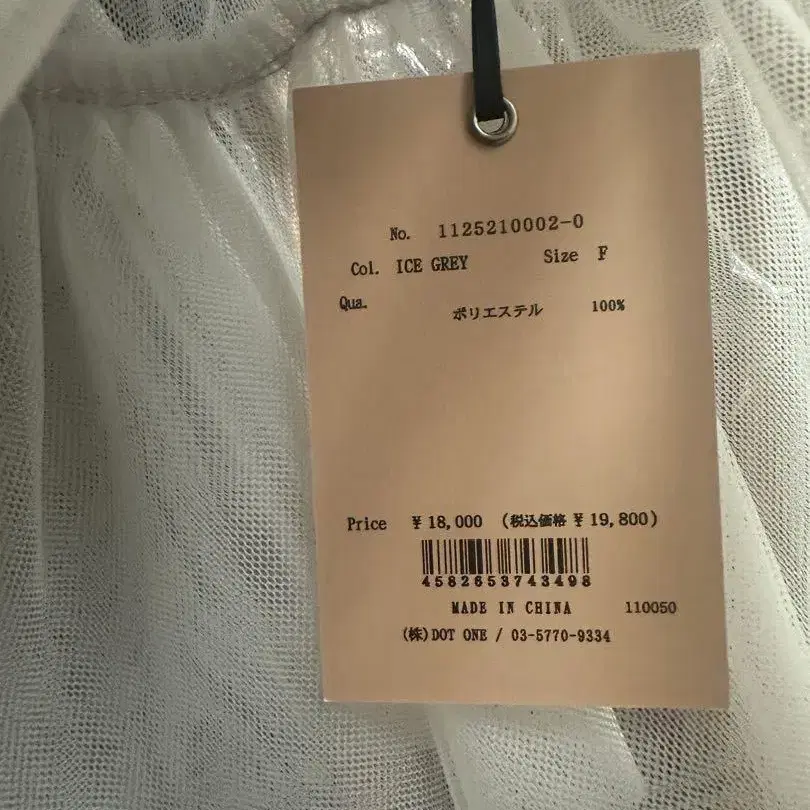 No. 1125210002-0
Col. ICE GREY Size F
Qua.
ポリエステル 100%
Price ¥18,000 (税込価格 ¥19,800)
4582653743498
MADE IN CHINA 110050
(株)DOT ONE / 03-5770-9334